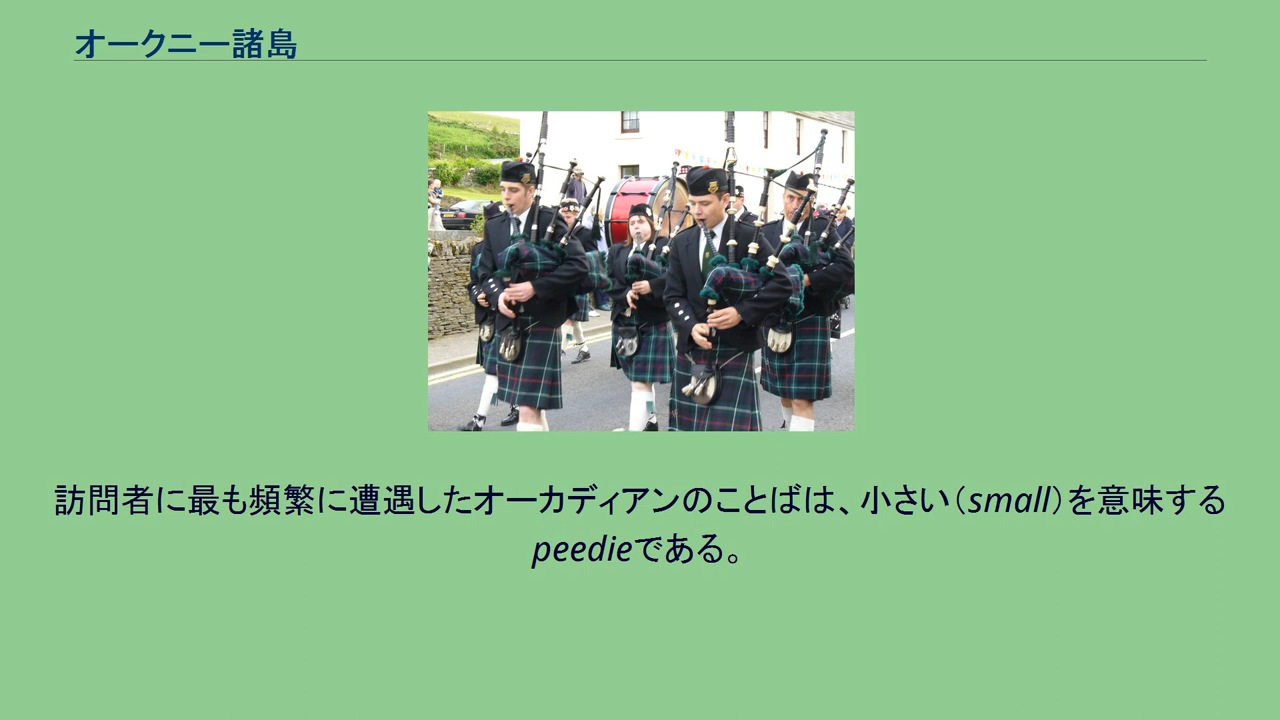 オークニー諸島
訪問者に最も頻繁に遭遇したオーカディアンのことばは、小さい（small）を意味する
peedieである。